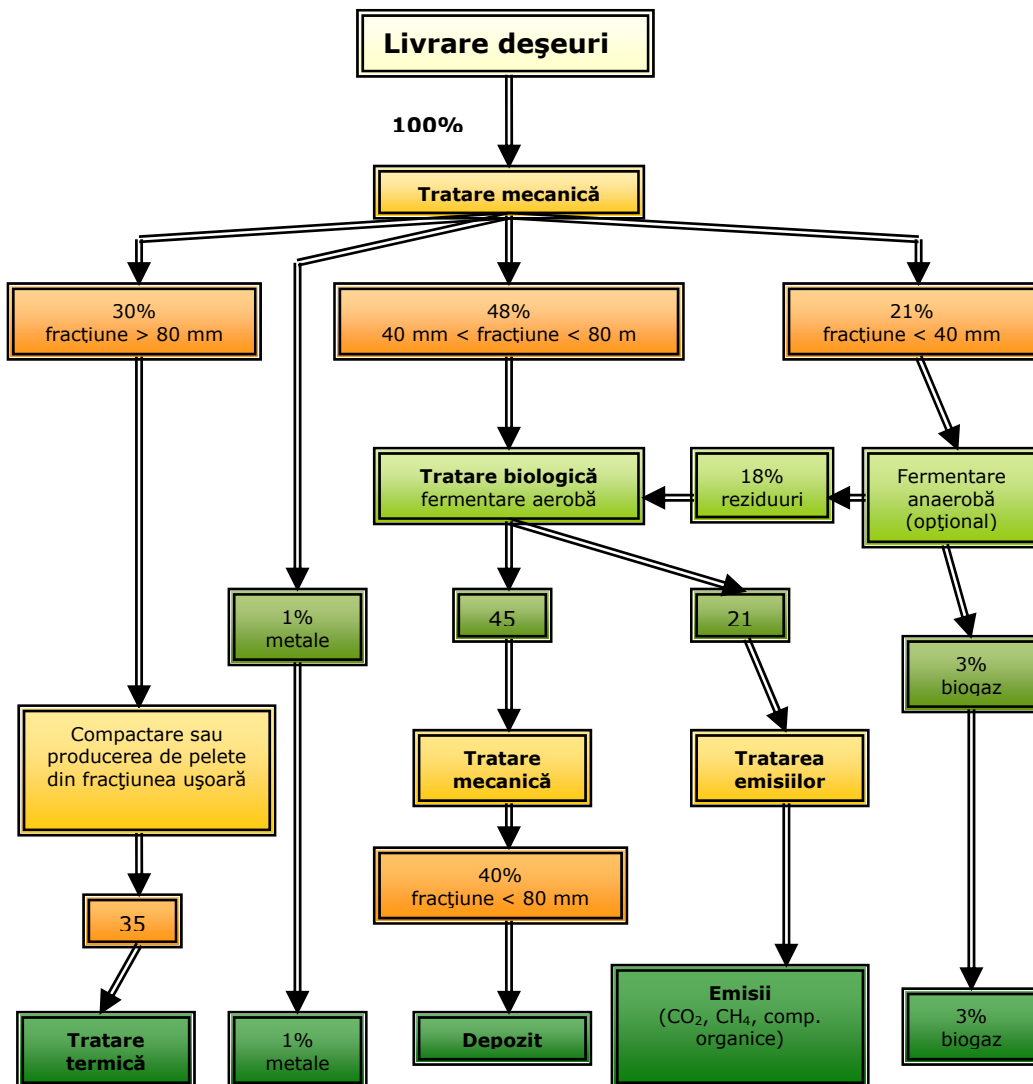 Livrare deşeuri
100%
Tratare mecanică
30%
fracţiune > 80 mm
48%
40 mm < fracţiune < 80 m
21%
fracţiune < 40 mm
Tratare biologică
fermentare aerobă
18%
reziduuri
Fermentare
anaerobă
(opţional)
1%
metale
45
21
3%
biogaz
Compactare sau
producerea de pelete
din fracţiunea uşoară
Tratare
mecanică
Tratarea
emisiilor
40%
fracţiune < 80 mm
35
Tratare
termică
1%
metale
Depozit
Emisii
(CO₂, CH₄, comp.
organice)
3%
biogaz